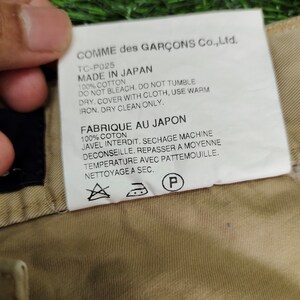 COMME des GARÇONS Co.,Ltd.
TC-P025
MADE IN JAPAN
100% COTTON
DO NOT BLEACH. DO NOT TUMBLE
DRY. COVER WITH CLOTH, USE WARM
IRON. DRY CLEAN ONLY.
FABRIQUE AU JAPON
100% COTON
JAVEL INTERDIT. SECHAGE MACHINE
DECONSEILLE. REPASSER A MOYENNE
TEMPERATURE AVEC PATTEMOUILLE.
NETTOYAGE A SEC.
P